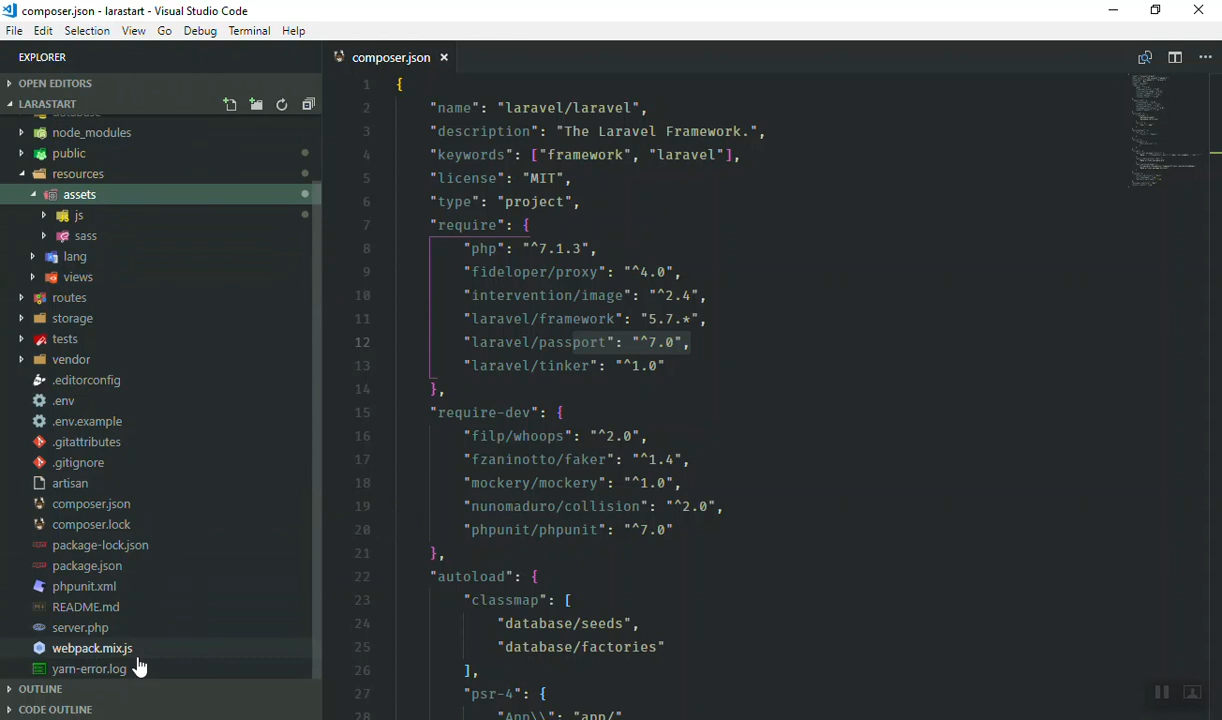 composer.json - larastart - Visual Studio Code
File Edit Selection View Go Debug Terminal Help
EXPLORER
OPEN EDITORS
LARASTART
database
node_modules
public
resources
assets
js
sass
lang
views
routes
storage
tests
vendor
.editorconfig
.env
.env.example
.gitattributes
.gitignore
artisan
composer.json
composer.lock
package-lock.json
package.json
phpunit.xml
README.md
server.php
webpack.mix.js
yarn-error.log
OUTLINE
CODE OUTLINE
composer.json
1 {
2 "name": "laravel/laravel",
3 "description": "The Laravel Framework.",
4 "keywords": ["framework", "laravel"],
5 "license": "MIT",
6 "type": "project",
7 "require": {
8 "php": "^7.1.3",
9 "fideloper/proxy": "^4.0",
10 "intervention/image": "^2.4",
11 "laravel/framework": "5.7.*",
12 "laravel/passport": "^7.0",
13 "laravel/tinker": "^1.0"
14 },
15 "require-dev": {
16 "filp/whoops": "^2.0",
17 "fzaninotto/faker": "^1.4",
18 "mockery/mockery": "^1.0",
19 "nunomaduro/collision": "^2.0",
20 "phpunit/phpunit": "^7.0"
21 },
22 "autoload": {
23 "classmap": [
24 "database/seeds",
25 "database/factories"
26 ],
27 "psr-4": {
28 "App\\": "app/"